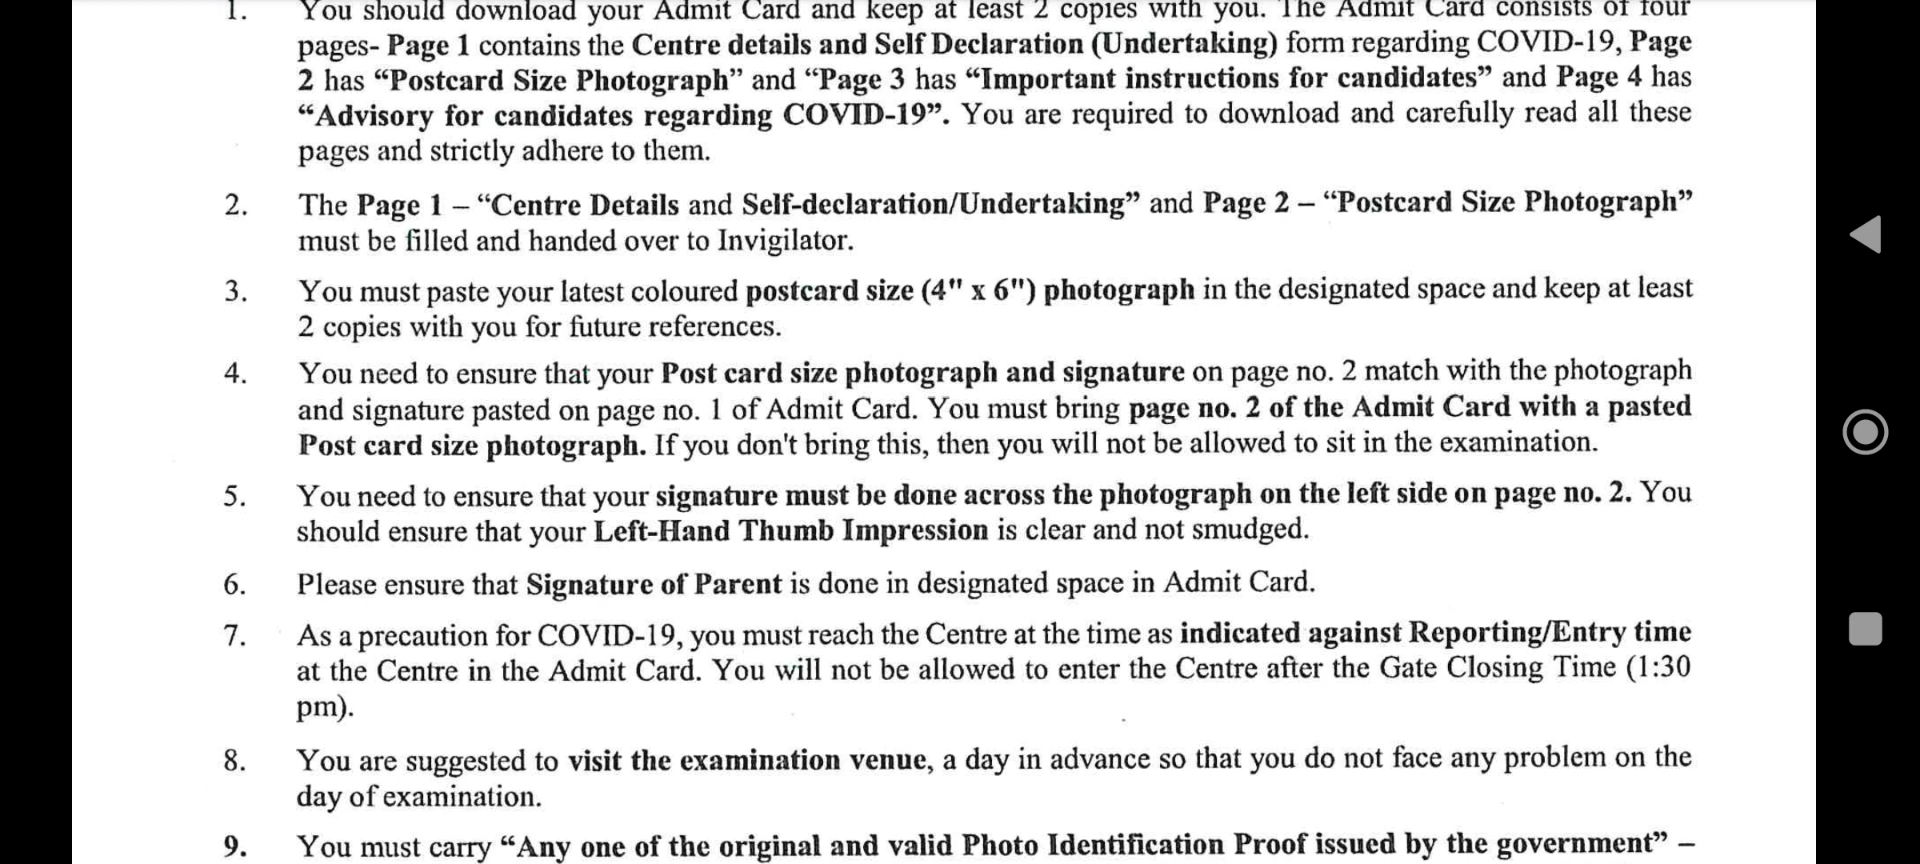 1. You should download your Admit Card and keep at least 2 copies with you. The Admit Card consists of four
pages- Page 1 contains the Centre details and Self Declaration (Undertaking) form regarding COVID-19, Page
2 has “Postcard Size Photograph” and “Page 3 has “Important instructions for candidates” and Page 4 has
“Advisory for candidates regarding COVID-19”. You are required to download and carefully read all these
pages and strictly adhere to them.
2. The Page 1 – “Centre Details and Self-declaration/Undertaking” and Page 2 – “Postcard Size Photograph”
must be filled and handed over to Invigilator.
3. You must paste your latest coloured postcard size (4" x 6") photograph in the designated space and keep at least
2 copies with you for future references.
4. You need to ensure that your Post card size photograph and signature on page no. 2 match with the photograph
and signature pasted on page no. 1 of Admit Card. You must bring page no. 2 of the Admit Card with a pasted
Post card size photograph. If you don't bring this, then you will not be allowed to sit in the examination.
5. You need to ensure that your signature must be done across the photograph on the left side on page no. 2. You
should ensure that your Left-Hand Thumb Impression is clear and not smudged.
6. Please ensure that Signature of Parent is done in designated space in Admit Card.
7. As a precaution for COVID-19, you must reach the Centre at the time as indicated against Reporting/Entry time
at the Centre in the Admit Card. You will not be allowed to enter the Centre after the Gate Closing Time (1:30
pm).
8. You are suggested to visit the examination venue, a day in advance so that you do not face any problem on the
day of examination.
9. You must carry “Any one of the original and valid Photo Identification Proof issued by the government” –